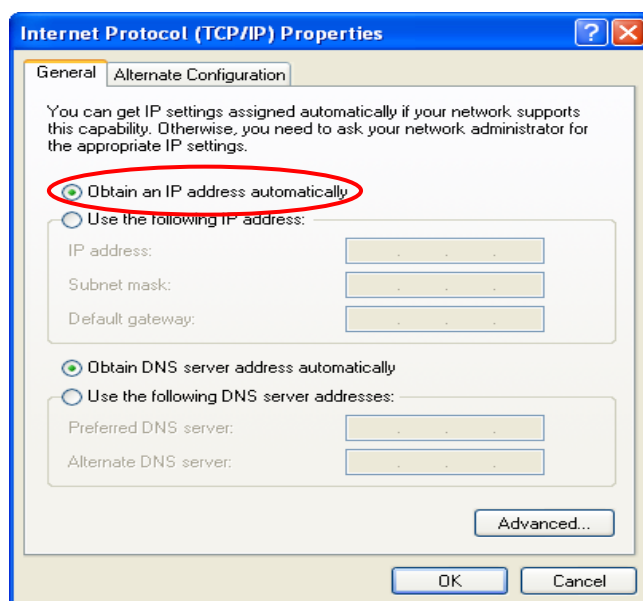 Internet Protocol (TCP/IP) Properties
General
Alternate Configuration
You can get IP settings assigned automatically if your network supports
this capability. Otherwise, you need to ask your network administrator for
the appropriate IP settings.
Obtain an IP address automatically
Use the following IP address:
IP address:
Subnet mask:
Default gateway:
Obtain DNS server address automatically
Use the following DNS server addresses:
Preferred DNS server:
Alternate DNS server:
Advanced...
OK
Cancel